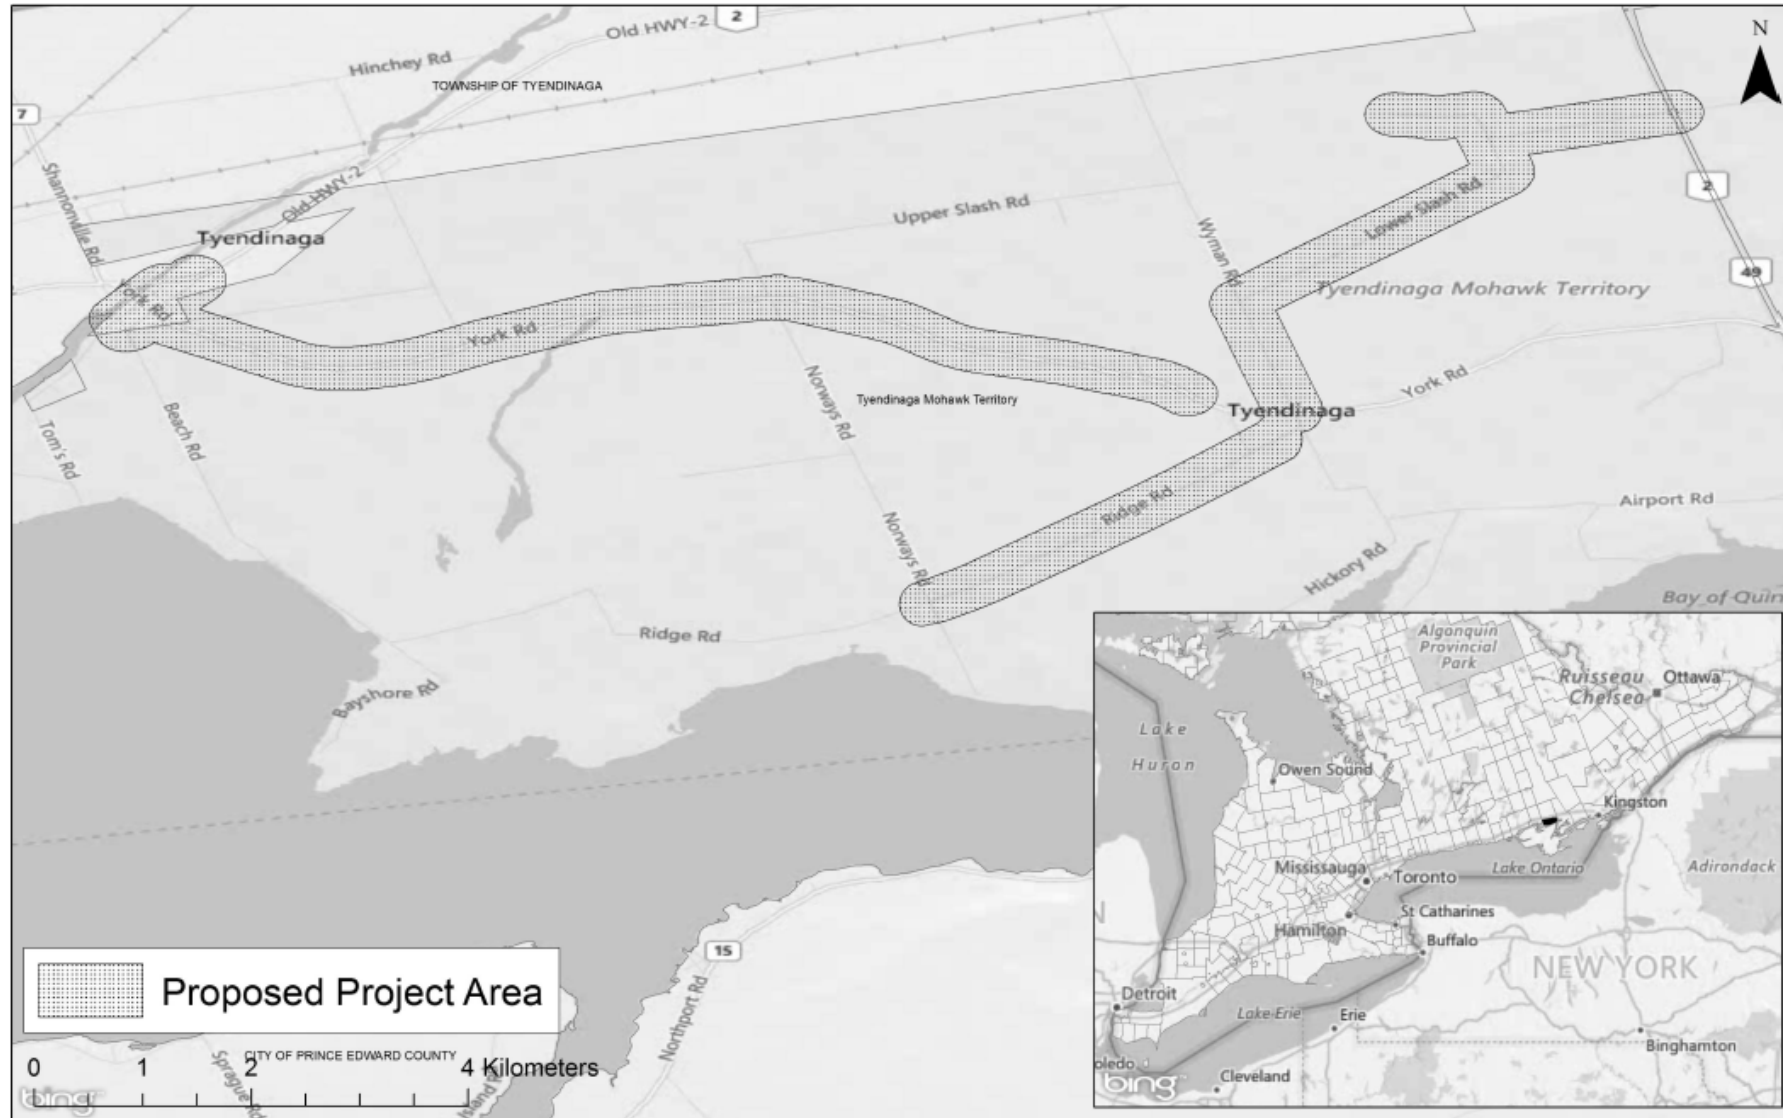 Old HWY-2
2
N
Hinchey Rd
TOWNSHIP OF TYENDINAGA
7
Shannonville Rd
Old HWY-2
Tyendinaga
York Rd
Upper Slash Rd
Wyman Rd
Lower Slash Rd
2
49
Tyendinaga Mohawk Territory
York Rd
Norways Rd
Tyendinaga Mohawk Territory
York Rd
Tyendinaga
Tom's Rd
Beach Rd
Norways Rd
Ridge Rd
Airport Rd
Hickory Rd
Bay of Quin
Ridge Rd
Bayshore Rd
15
Northport Rd
Proposed Project Area
CITY OF PRINCE EDWARD COUNTY
0 1 2 4 Kilometers
Sprague Rd
Island Rd
bing
Algonquin
Provincial
Park
Ruisseau
Chelsea
Ottawa
Lake
Huron
Owen Sound
Kingston
Mississauga
Toronto
Lake Ontario
Adirondack
St Catharines
Hamilton
Buffalo
NEW YORK
Detroit
Lake Erie
Erie
Binghamton
oledo
Cleveland
bing